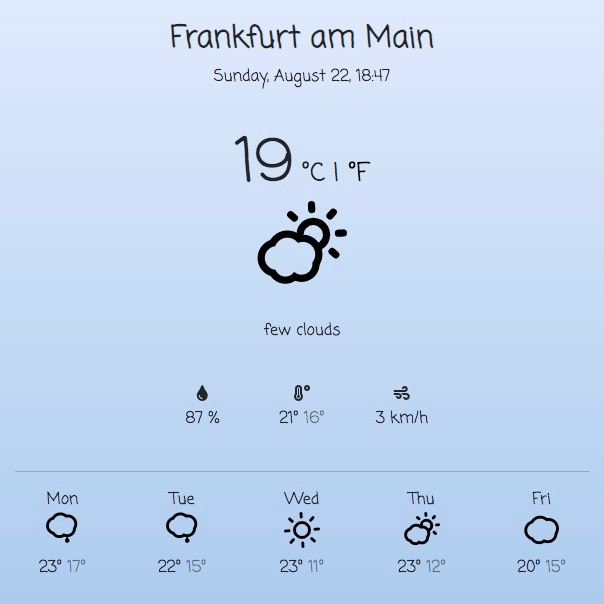 Frankfurt am Main
Sunday, August 22, 18:47
19 °C | °F
few clouds
87 % 21° 16° 3 km/h
Mon Tue Wed Thu Fri
23° 17° 22° 15° 23° 11° 23° 12° 20° 15°